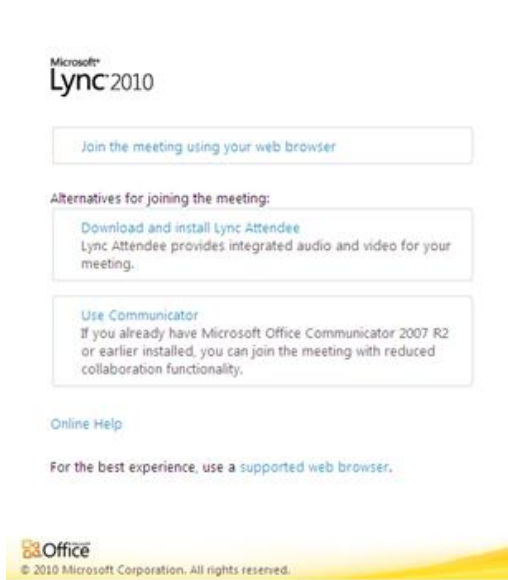 Microsoft®
Lync™2010
Join the meeting using your web browser
Alternatives for joining the meeting:
Download and install Lync Attendee
Lync Attendee provides integrated audio and video for your
meeting.
Use Communicator
If you already have Microsoft Office Communicator 2007 R2
or earlier installed, you can join the meeting with reduced
collaboration functionality.
Online Help
For the best experience, use a supported web browser.
Microsoft
Office
© 2010 Microsoft Corporation. All rights reserved.